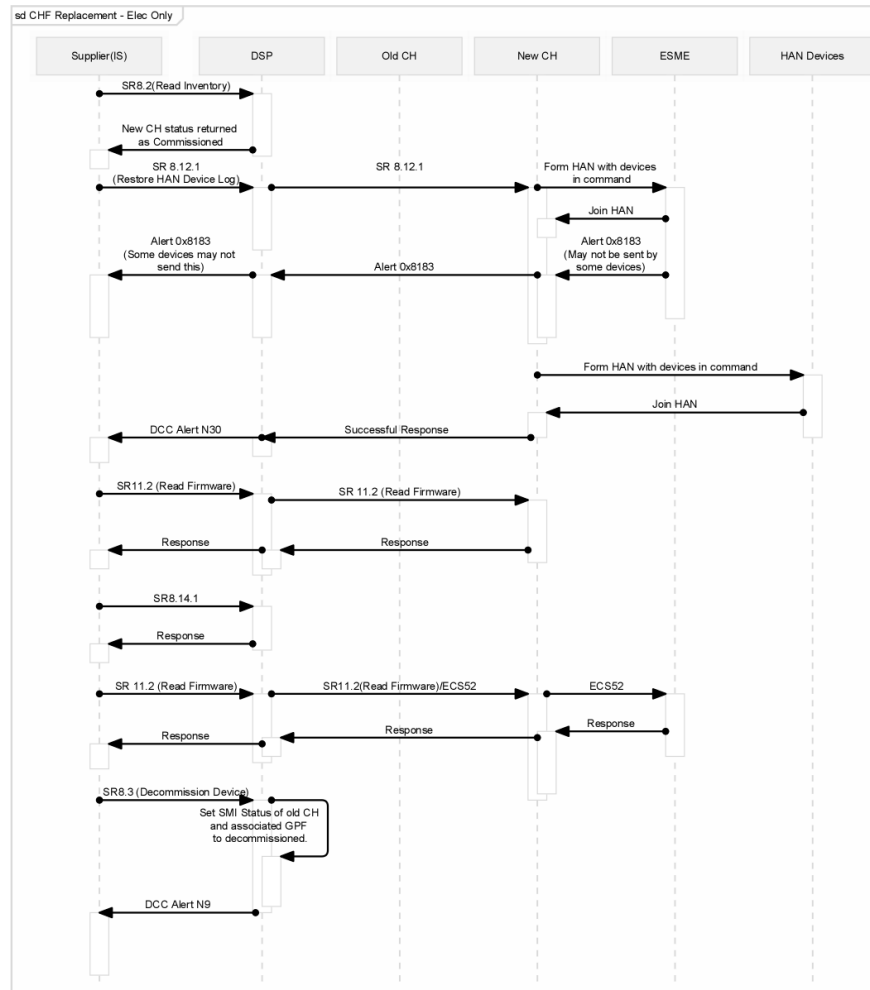 sd CHF Replacement - Elec Only
Supplier(IS)
DSP
Old CH
New CH
ESME
HAN Devices
SR8.2(Read Inventory)
New CH status returned
as Commissioned
SR 8.12.1
(Restore HAN Device Log)
SR 8.12.1
Form HAN with devices
in command
Join HAN
Alert 0x8183
(Some devices may not
send this)
Alert 0x8183
Alert 0x8183
(May not be sent by
some devices)
Form HAN with devices in command
Join HAN
DCC Alert N30
Successful Response
SR11.2 (Read Firmware)
SR 11.2 (Read Firmware)
Response
Response
SR8.14.1
Response
SR 11.2 (Read Firmware)
SR11.2(Read Firmware)/ECS52
ECS52
Response
Response
Response
SR8.3 (Decommission Device)
Set SMI Status of old CH
and associated GPF
to decommissioned.
DCC Alert N9